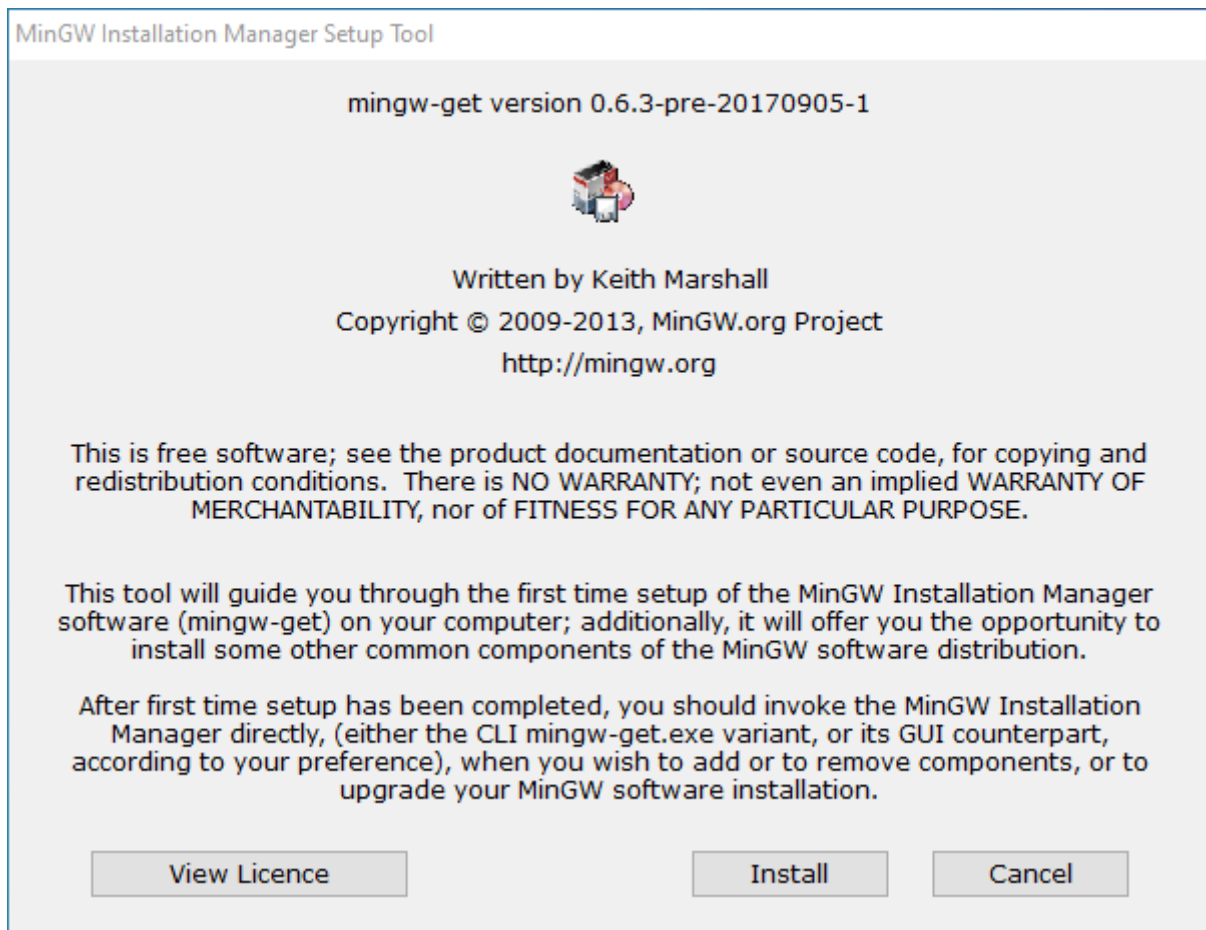 MinGW Installation Manager Setup Tool
mingw-get version 0.6.3-pre-20170905-1
Written by Keith Marshall
Copyright © 2009-2013, MinGW.org Project
http://mingw.org
This is free software; see the product documentation or source code, for copying and
redistribution conditions.  There is NO WARRANTY; not even an implied WARRANTY OF
MERCHANTABILITY, nor of FITNESS FOR ANY PARTICULAR PURPOSE.
This tool will guide you through the first time setup of the MinGW Installation Manager
software (mingw-get) on your computer; additionally, it will offer you the opportunity to
install some other common components of the MinGW software distribution.
After first time setup has been completed, you should invoke the MinGW Installation
Manager directly, (either the CLI mingw-get.exe variant, or its GUI counterpart,
according to your preference), when you wish to add or to remove components, or to
upgrade your MinGW software installation.
View Licence
Install
Cancel